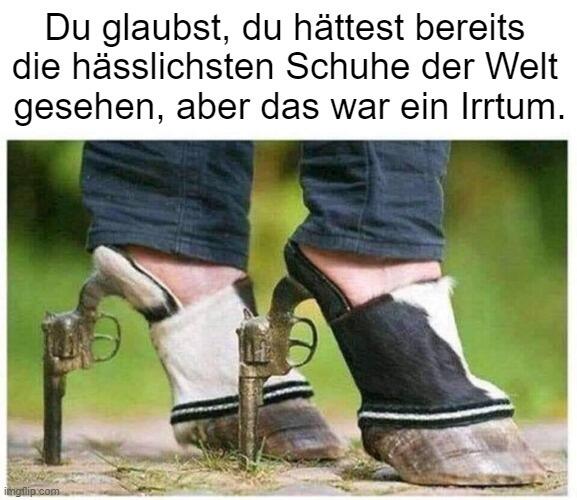 Du glaubst, du hättest bereits
die hässlichsten Schuhe der Welt
gesehen, aber das war ein Irrtum.
imgflip.com